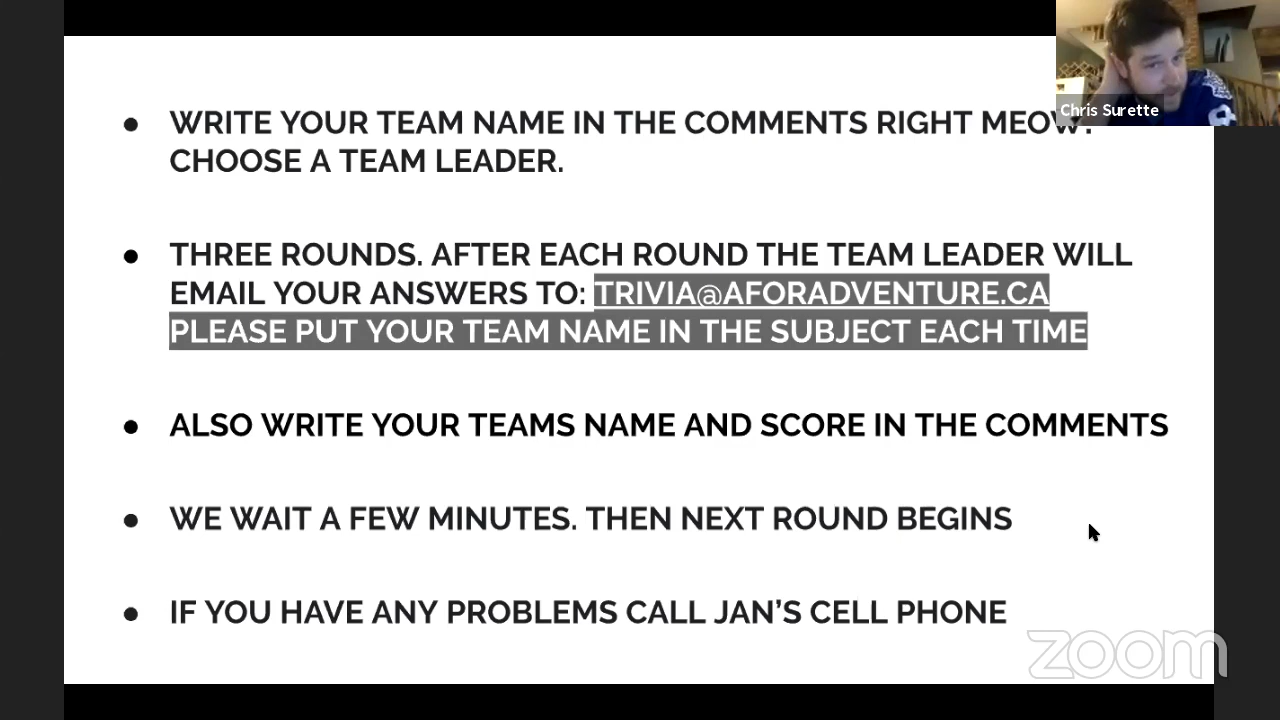 Chris Surette
● WRITE YOUR TEAM NAME IN THE COMMENTS RIGHT MEOW!
CHOOSE A TEAM LEADER.
● THREE ROUNDS. AFTER EACH ROUND THE TEAM LEADER WILL
EMAIL YOUR ANSWERS TO: TRIVIA@AFORADVENTURE.CA
PLEASE PUT YOUR TEAM NAME IN THE SUBJECT EACH TIME
● ALSO WRITE YOUR TEAMS NAME AND SCORE IN THE COMMENTS
● WE WAIT A FEW MINUTES. THEN NEXT ROUND BEGINS
● IF YOU HAVE ANY PROBLEMS CALL JAN’S CELL PHONE
zoom